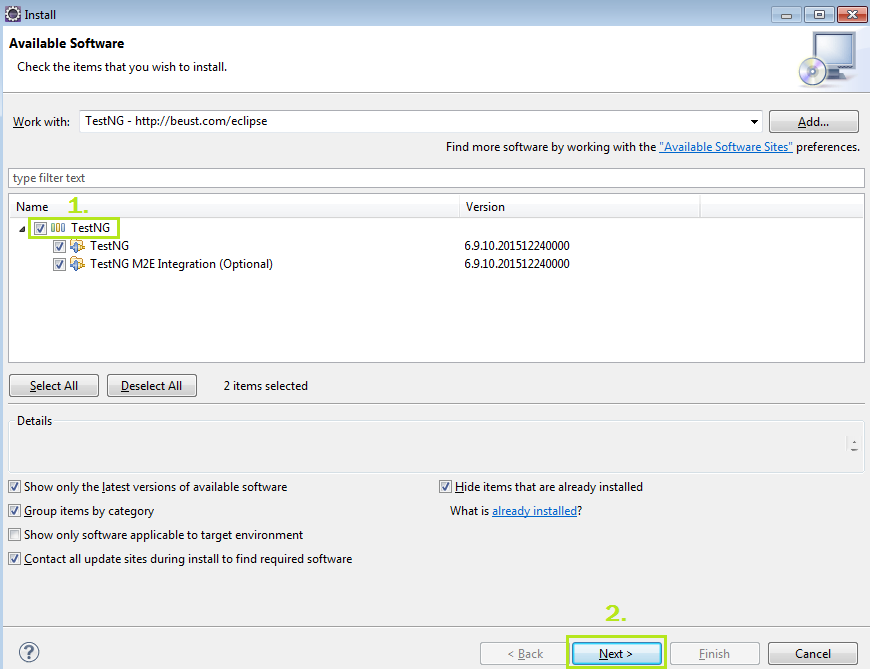 Install
Available Software
Check the items that you wish to install.
Work with: TestNG - http://beust.com/eclipse Add...
Find more software by working with the "Available Software Sites" preferences.
type filter text
Name 1. Version
TestNG
TestNG 6.9.10.201512240000
TestNG M2E Integration (Optional) 6.9.10.201512240000
Select All Deselect All 2 items selected
Details
Show only the latest versions of available software Hide items that are already installed
Group items by category What is already installed?
Show only software applicable to target environment
Contact all update sites during install to find required software
2.
? < Back Next > Finish Cancel